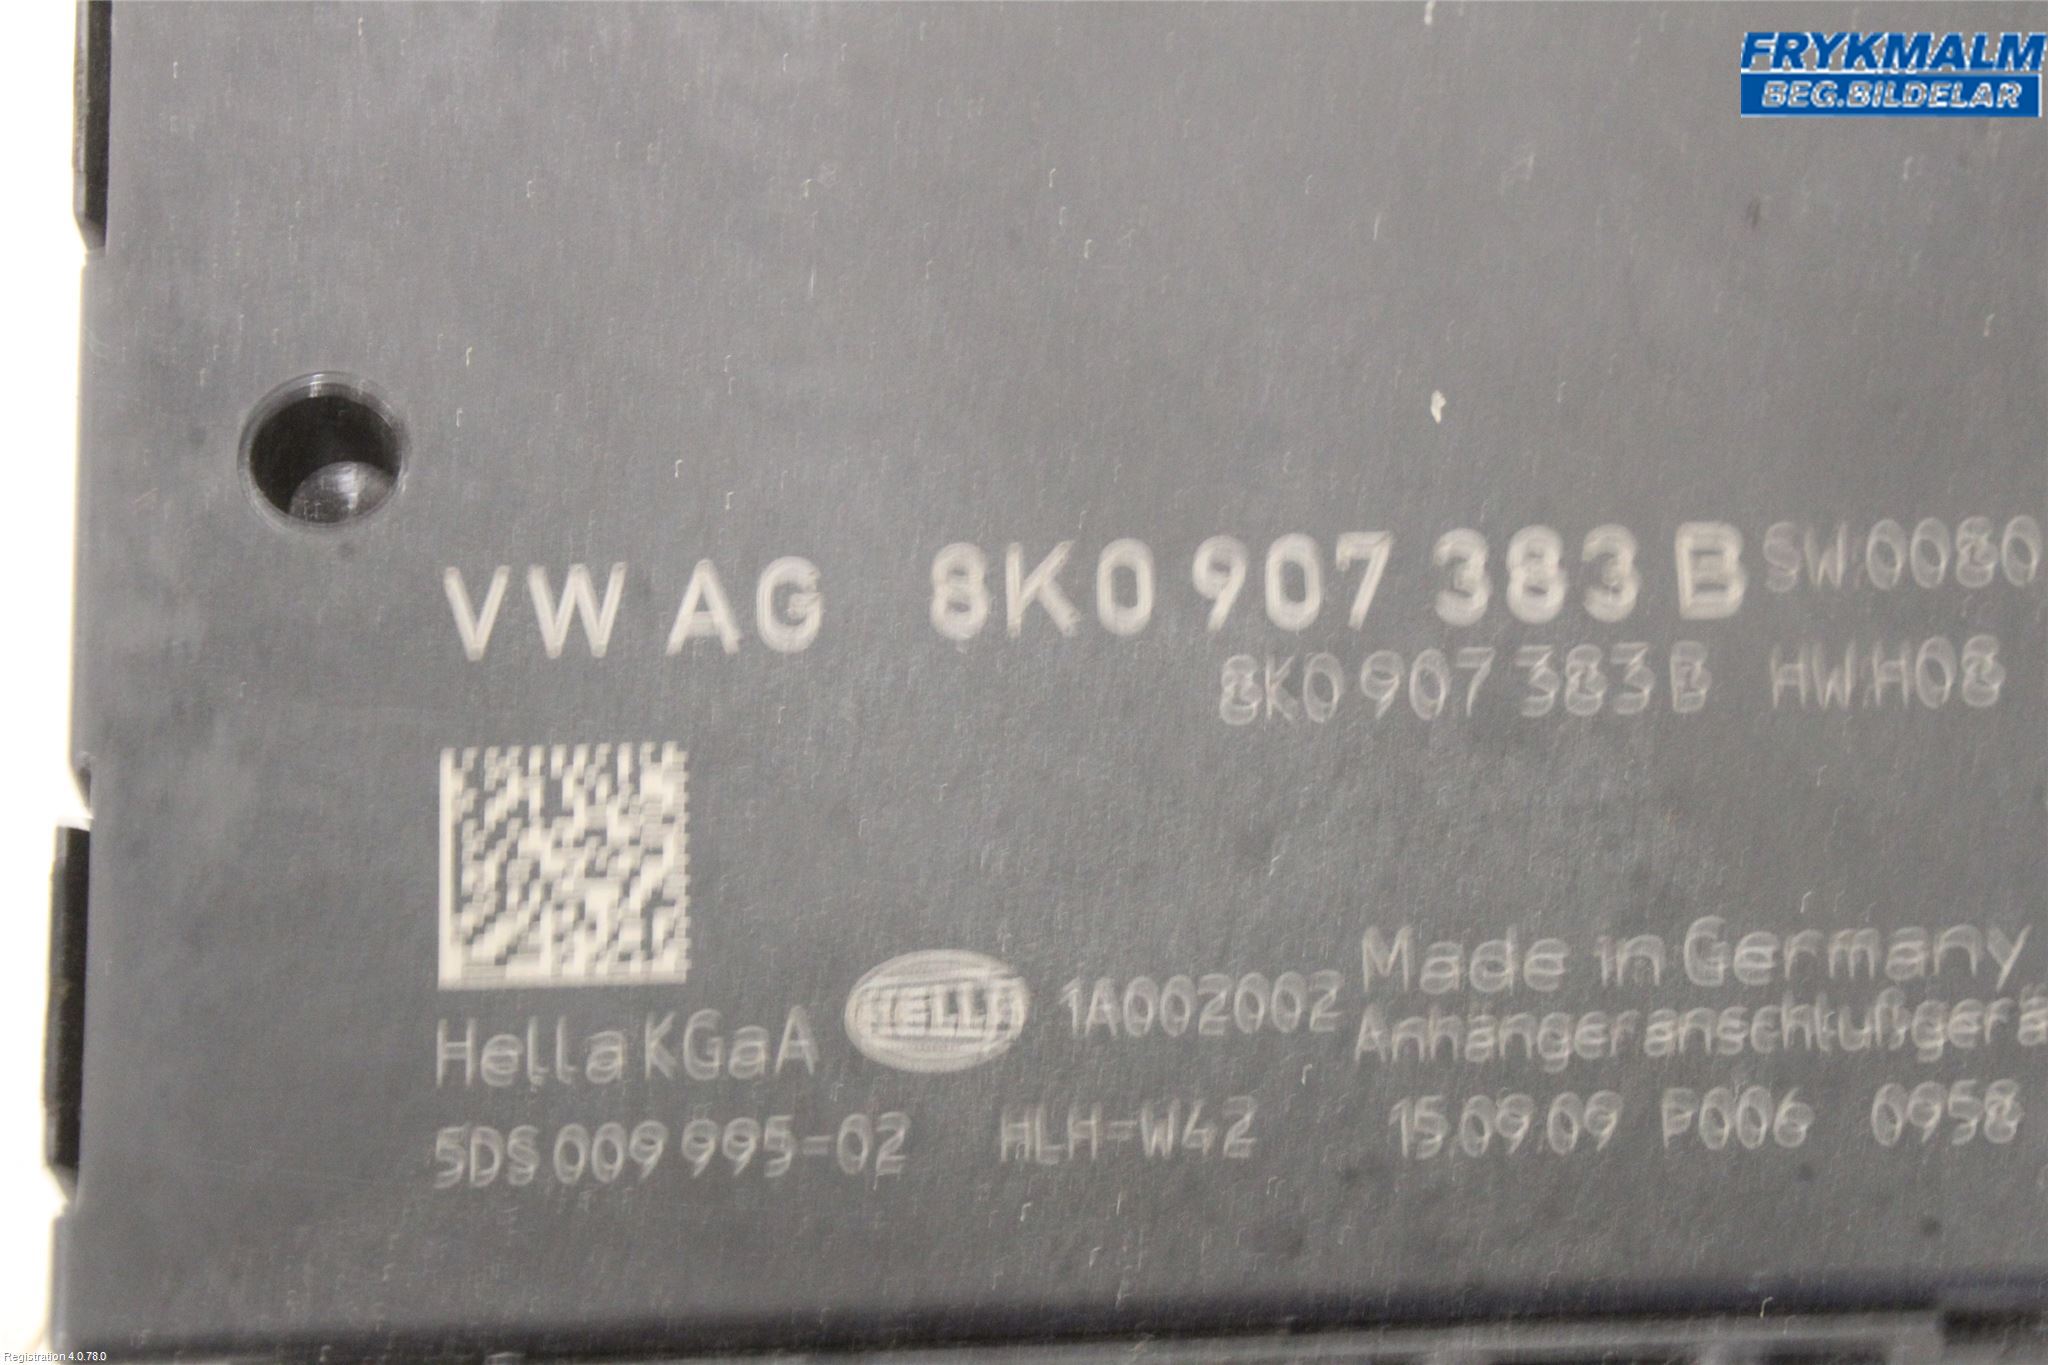 FRYKMALM
BEG.BILDELAR
VW AG 8K0 907 383 B SW:0080
8K0 907 383 B HW:H08
Hella KGaA HELLA 1A002002 Made in Germany
Anhängeranschlußgerä
5DS 009 995-02 HLH-W42 15.09.09 P006 0958
Registration 4.0.78.0